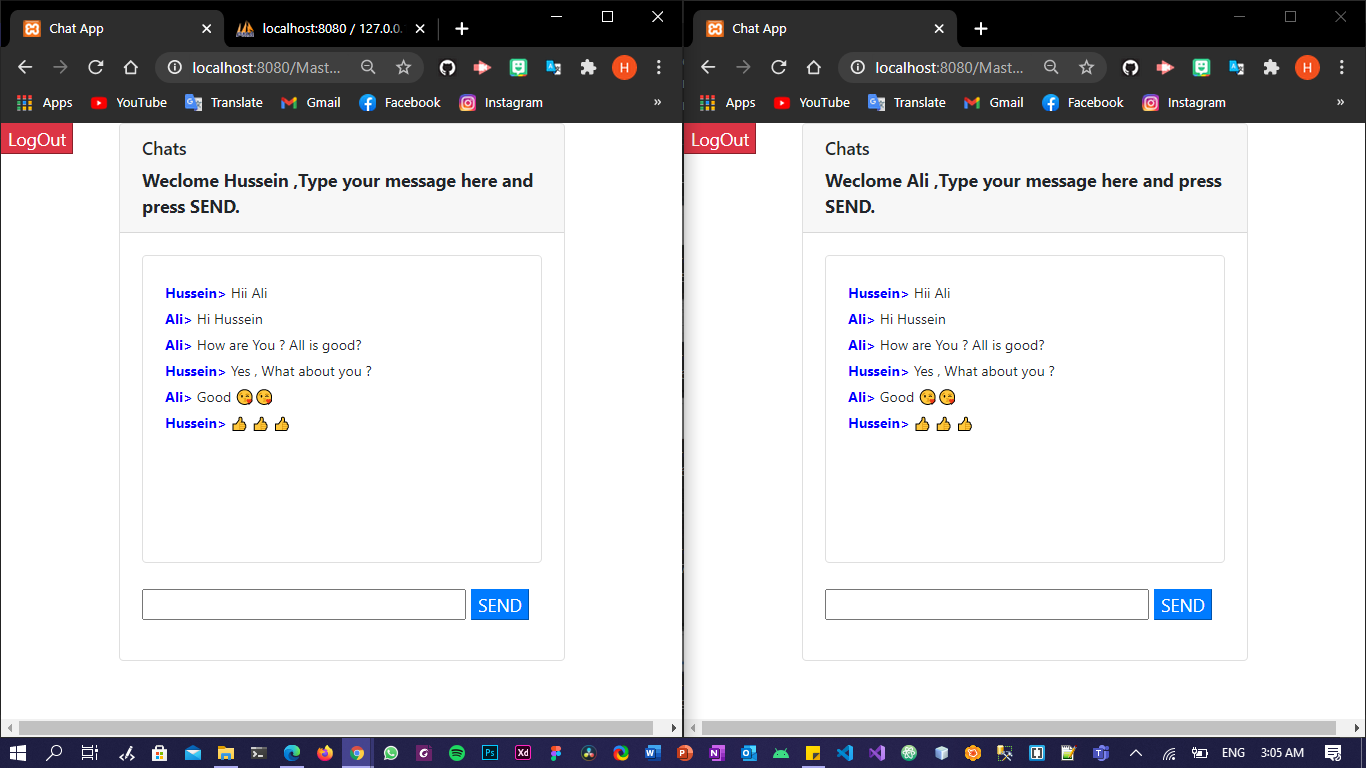 Chat App
localhost:8080 / 127.0.0.
localhost:8080/Mast...
H
Apps
YouTube
Translate
Gmail
Facebook
Instagram
»
LogOut
Chats
Weclome Hussein ,Type your message here and
press SEND.
Hussein> Hii Ali
Ali> Hi Hussein
Ali> How are You ? All is good?
Hussein> Yes , What about you ?
Ali> Good 😘😘
Hussein> 👍 👍 👍
SEND
Chat App
localhost:8080/Mast...
H
Apps
YouTube
Translate
Gmail
Facebook
Instagram
»
LogOut
Chats
Weclome Ali ,Type your message here and press
SEND.
Hussein> Hii Ali
Ali> Hi Hussein
Ali> How are You ? All is good?
Hussein> Yes , What about you ?
Ali> Good 😘😘
Hussein> 👍 👍 👍
SEND
ENG
3:05 AM